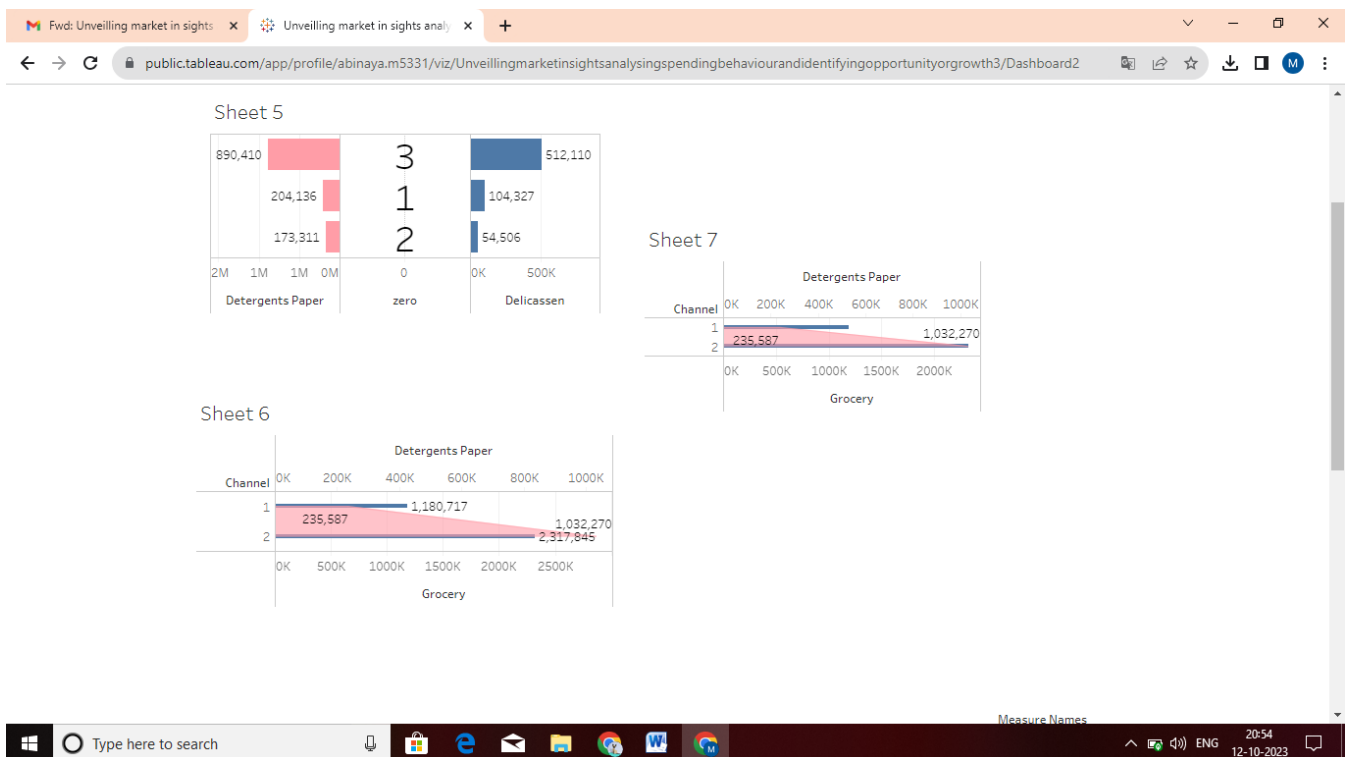 Fwd: Unveilling market in sights
Unveilling market in sights analy
public.tableau.com/app/profile/abinaya.m5331/viz/Unveillingmarketinsightsanalysingspendingbehaviourandidentifyingopportunityorgrowth3/Dashboard2
M
Sheet 5
890,410 3 512,110
204,136 1 104,327
173,311 2 54,506
2M 1M 1M 0M 0 0K 500K
Detergents Paper zero Delicassen
Sheet 7
Detergents Paper
Channel 0K 200K 400K 600K 800K 1000K
1 1,032,270
2 235,587
0K 500K 1000K 1500K 2000K
Grocery
Sheet 6
Detergents Paper
Channel 0K 200K 400K 600K 800K 1000K
1 1,180,717
235,587 1,032,270
2 2,317,845
0K 500K 1000K 1500K 2000K 2500K
Grocery
Measure Names
Type here to search
ENG
20:54
12-10-2023